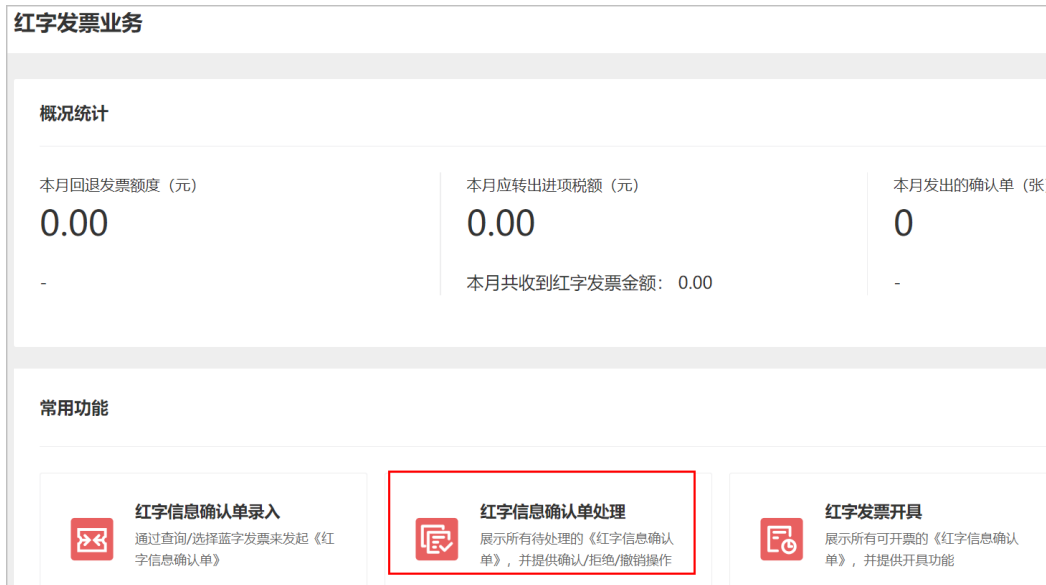 红字发票业务
概况统计
本月回退发票额度（元）
本月应转出进项税额（元）
本月发出的确认单（张
0.00
0.00
0
-
本月共收到红字发票金额： 0.00
-
常用功能
红字信息确认单录入
通过查询/选择蓝字发票来发起《红
字信息确认单》
红字信息确认单处理
展示所有待处理的《红字信息确认
单》，并提供确认/拒绝/撤销操作
红字发票开具
展示所有可开票的《红字信息确认
单》，并提供开具功能